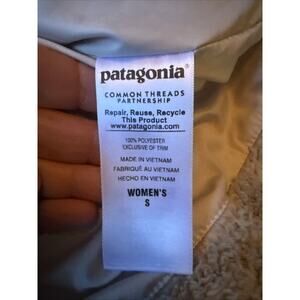 patagonia®
COMMON THREADS
PARTNERSHIP
Repair, Reuse, Recycle
This Product
www.patagonia.com
100% POLYESTER
EXCLUSIVE OF TRIM
MADE IN VIETNAM
FABRIQUÉ AU VIETNAM
HECHO EN VIETNAM
WOMEN'S
S